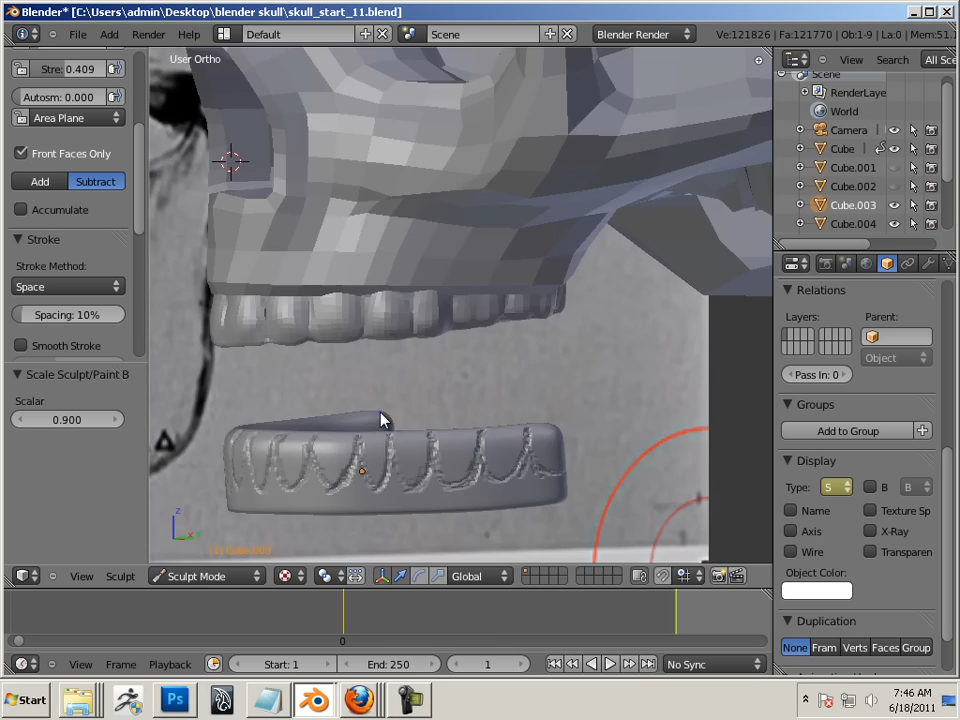 Blender* [C:\Users\admin\Desktop\blender skull\skull_start_11.blend]
File Add Render Help Default Scene Blender Render Ve:121826 | Fa:121770 | Ob:1-9 | La:0 | Mem:51.
Stre: 0.409
Autosm: 0.000
Area Plane
Front Faces Only
Add Subtract
Accumulate
Stroke
Stroke Method:
Space
Spacing: 10%
Smooth Stroke
Scale Sculpt/Paint B
Scalar
0.900
User Ortho
z
x y
(1) Cube.003
View Search All Sce
Scene
RenderLaye
World
Camera
Cube
Cube.001
Cube.002
Cube.003
Cube.004
Relations
Layers: Parent:
Object
Pass In: 0
Groups
Add to Group
Display
Type: S B B
Name Texture Sp
Axis X-Ray
Wire Transparen
Object Color:
Duplication
None Fram Verts Faces Group
View Sculpt Sculpt Mode Global
0
View Frame Playback Start: 1 End: 250 1 No Sync
Start Ps 7:46 AM
6/18/2011